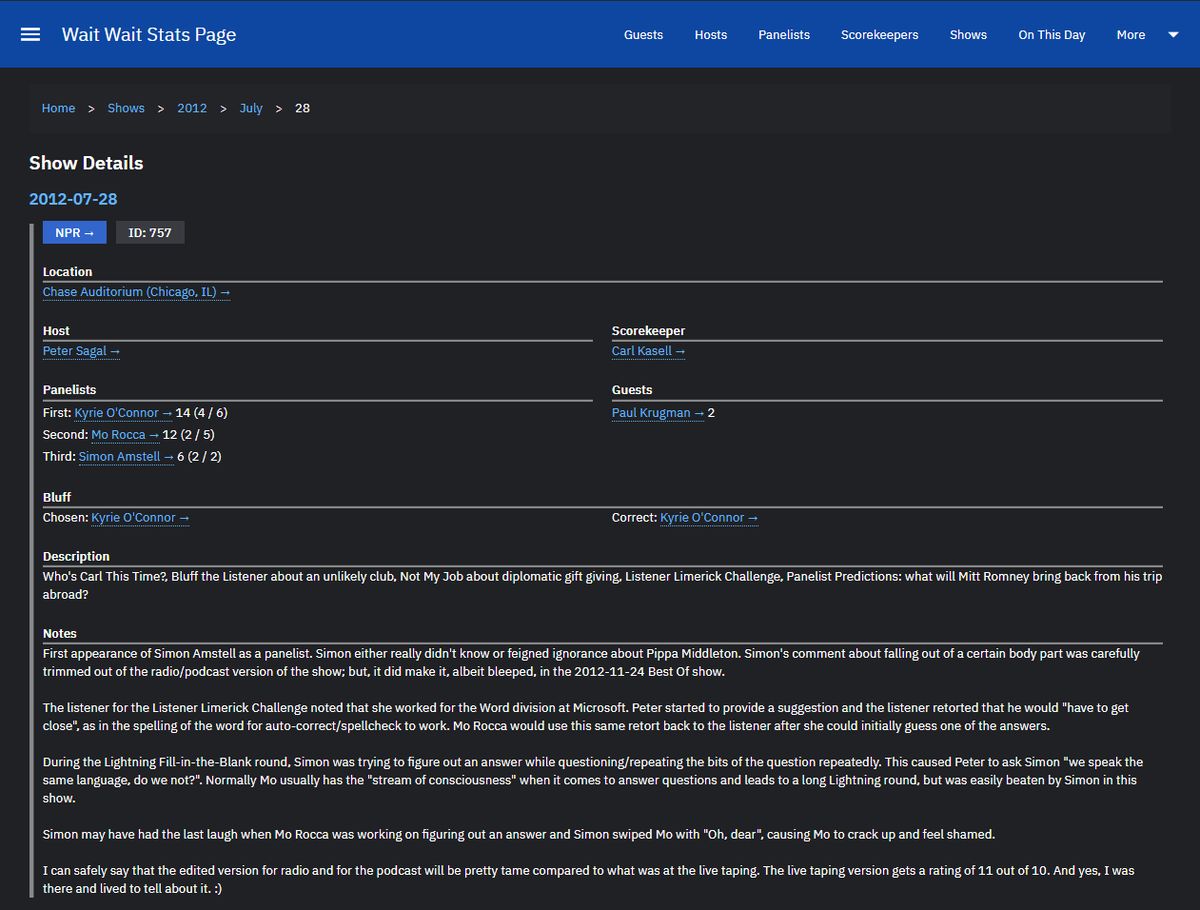 Wait Wait Stats Page
Guests
Hosts
Panelists
Scorekeepers
Shows
On This Day
More
Home > Shows > 2012 > July > 28
Show Details
2012-07-28
NPR →
ID: 757
Location
Chase Auditorium (Chicago, IL) →
Host
Peter Sagal →
Scorekeeper
Carl Kasell →
Panelists
First: Kyrie O'Connor → 14 (4 / 6)
Second: Mo Rocca → 12 (2 / 5)
Third: Simon Amstell → 6 (2 / 2)
Guests
Paul Krugman → 2
Bluff
Chosen: Kyrie O'Connor →
Correct: Kyrie O'Connor →
Description
Who's Carl This Time?, Bluff the Listener about an unlikely club, Not My Job about diplomatic gift giving, Listener Limerick Challenge, Panelist Predictions: what will Mitt Romney bring back from his trip
abroad?
Notes
First appearance of Simon Amstell as a panelist. Simon either really didn't know or feigned ignorance about Pippa Middleton. Simon's comment about falling out of a certain body part was carefully
trimmed out of the radio/podcast version of the show; but, it did make it, albeit bleeped, in the 2012-11-24 Best Of show.
The listener for the Listener Limerick Challenge noted that she worked for the Word division at Microsoft. Peter started to provide a suggestion and the listener retorted that he would "have to get
close", as in the spelling of the word for auto-correct/spellcheck to work. Mo Rocca would use this same retort back to the listener after she could initially guess one of the answers.
During the Lightning Fill-in-the-Blank round, Simon was trying to figure out an answer while questioning/repeating the bits of the question repeatedly. This caused Peter to ask Simon "we speak the
same language, do we not?". Normally Mo usually has the "stream of consciousness" when it comes to answer questions and leads to a long Lightning round, but was easily beaten by Simon in this
show.
Simon may have had the last laugh when Mo Rocca was working on figuring out an answer and Simon swiped Mo with "Oh, dear", causing Mo to crack up and feel shamed.
I can safely say that the edited version for radio and for the podcast will be pretty tame compared to what was at the live taping. The live taping version gets a rating of 11 out of 10. And yes, I was
there and lived to tell about it. :)